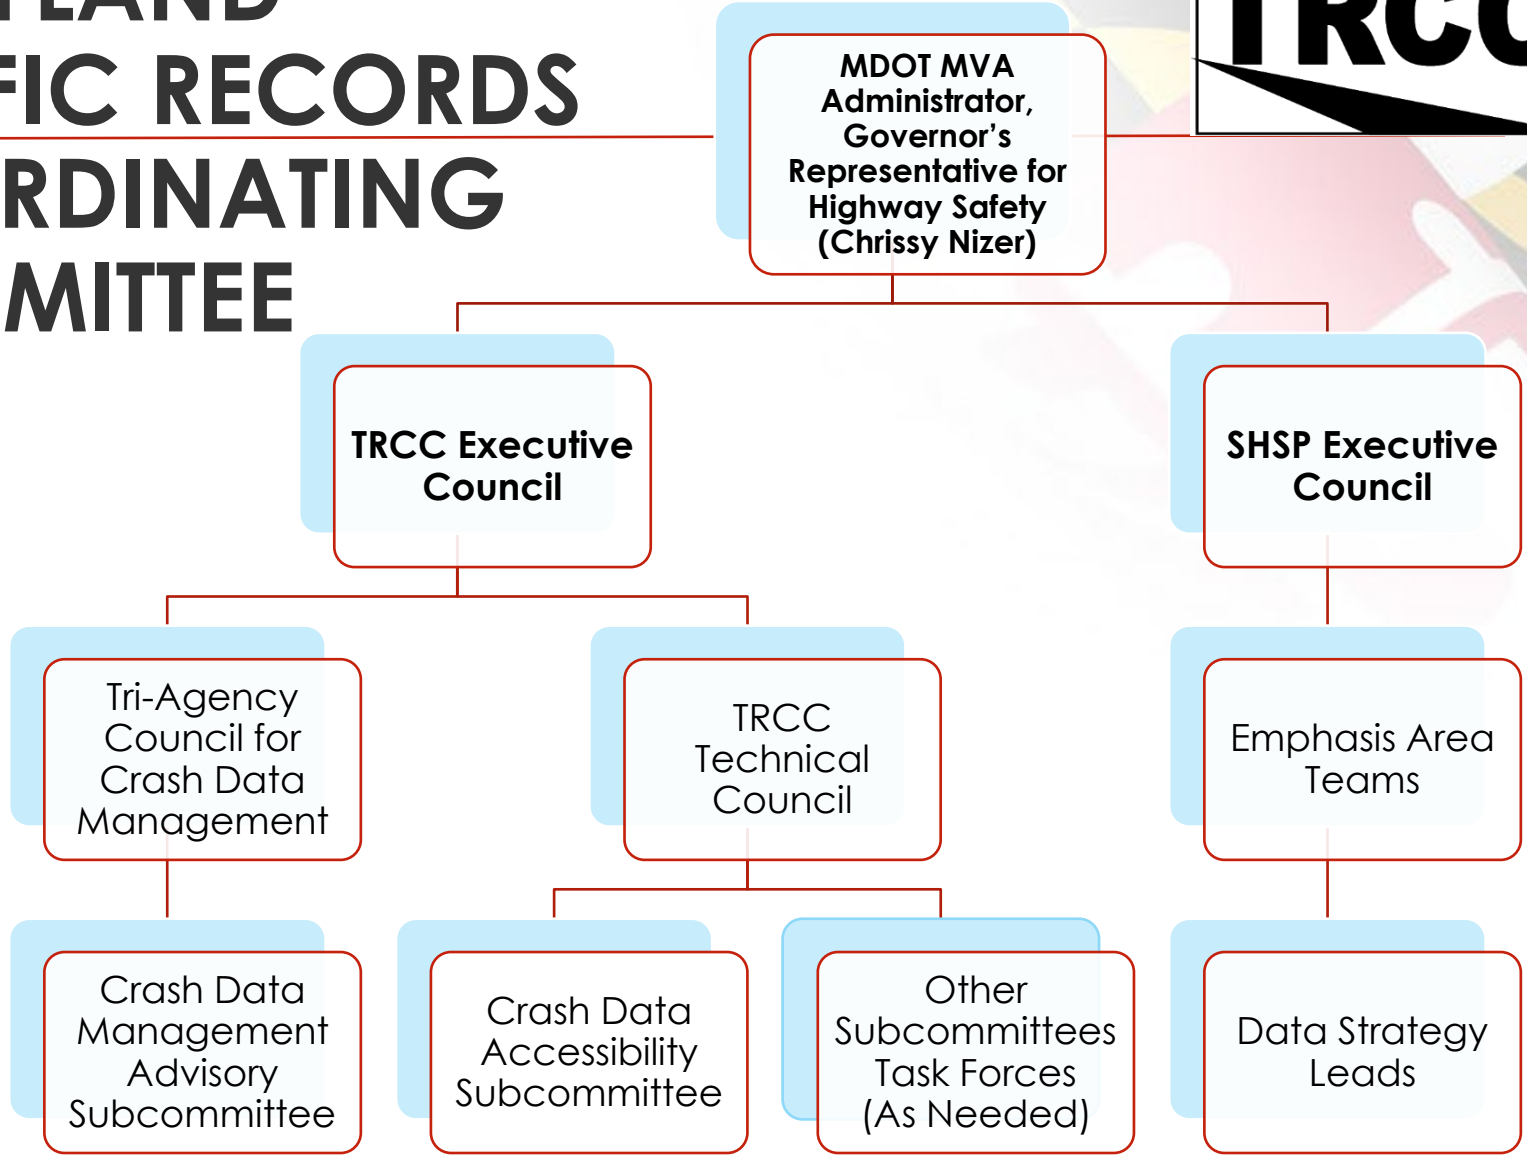 FIC RECORDS
RDINATING
MITTEE
TRCC
MDOT MVA
Administrator,
Governor’s
Representative for
Highway Safety
(Chrissy Nizer)
TRCC Executive
Council
SHSP Executive
Council
Tri-Agency
Council for
Crash Data
Management
TRCC
Technical
Council
Emphasis Area
Teams
Crash Data
Management
Advisory
Subcommittee
Crash Data
Accessibility
Subcommittee
Other
Subcommittees
Task Forces
(As Needed)
Data Strategy
Leads